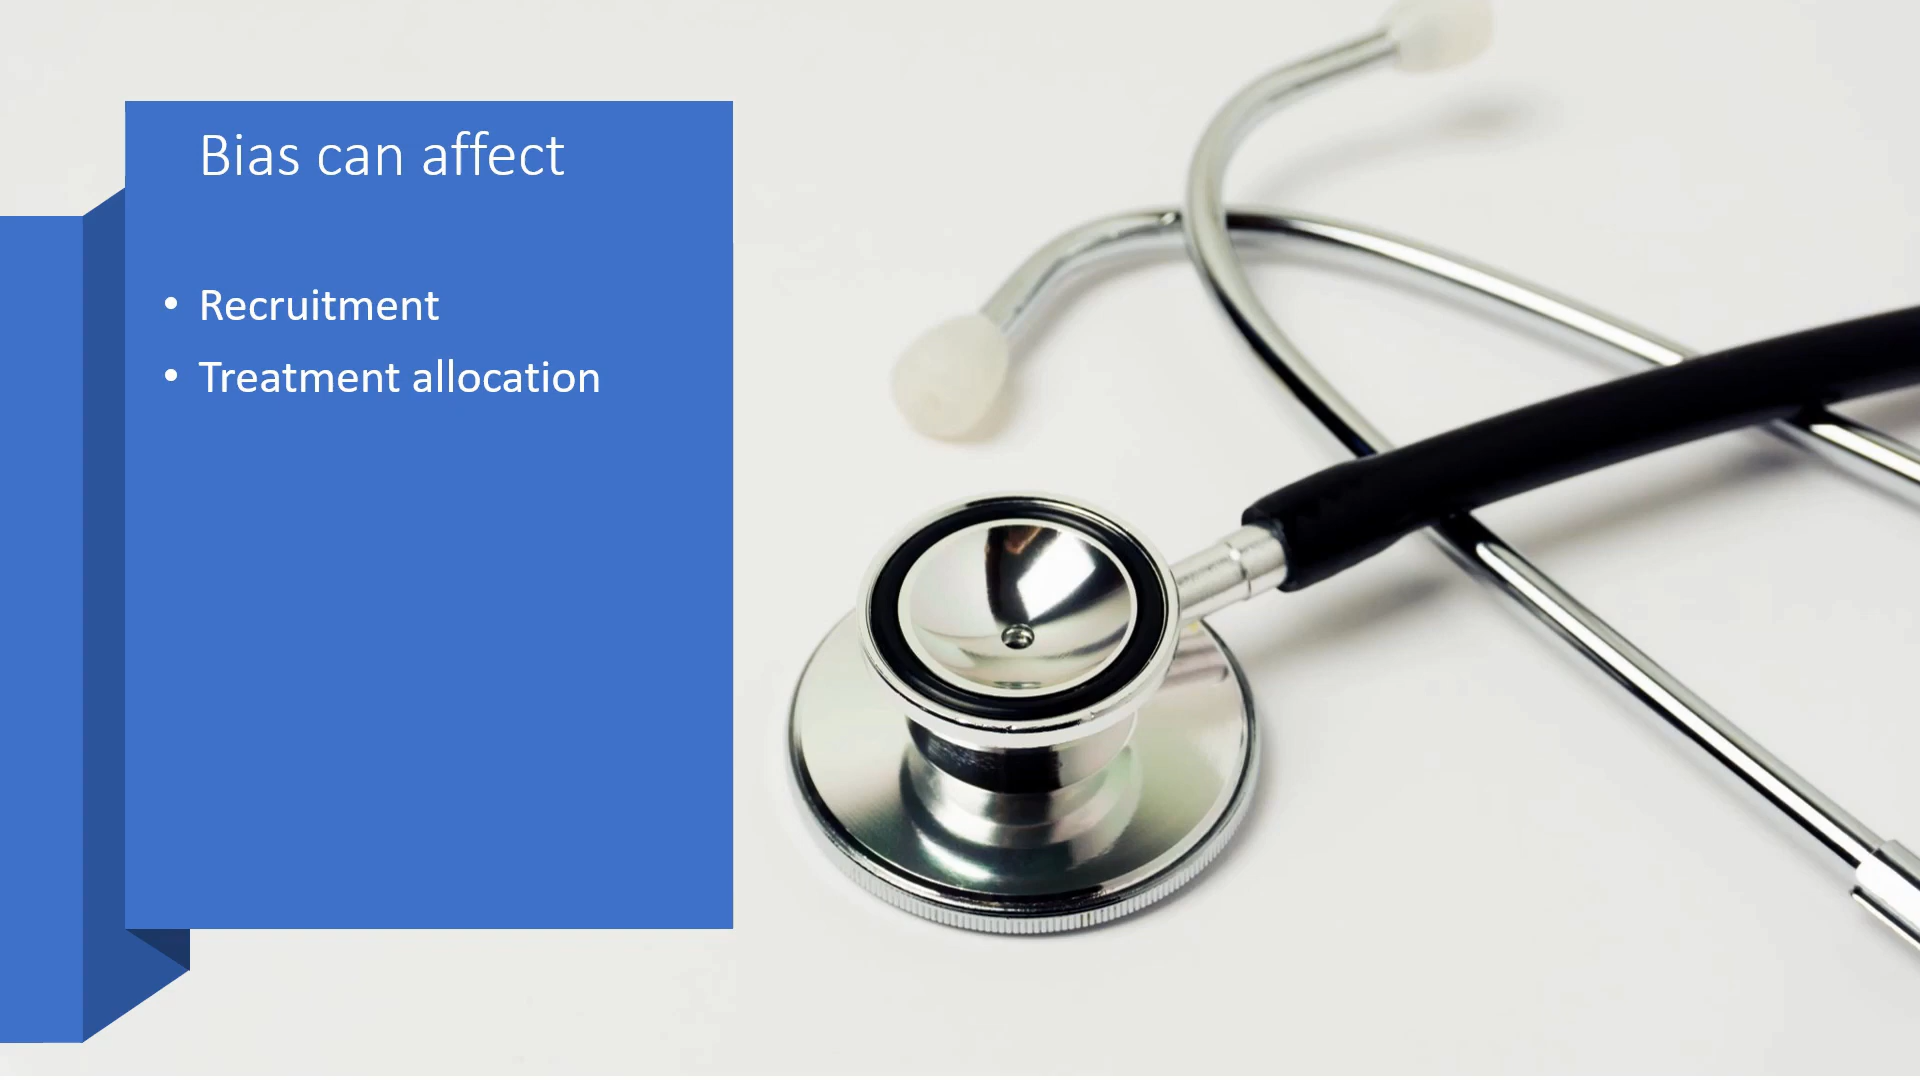 Bias can affect
• Recruitment
• Treatment allocation